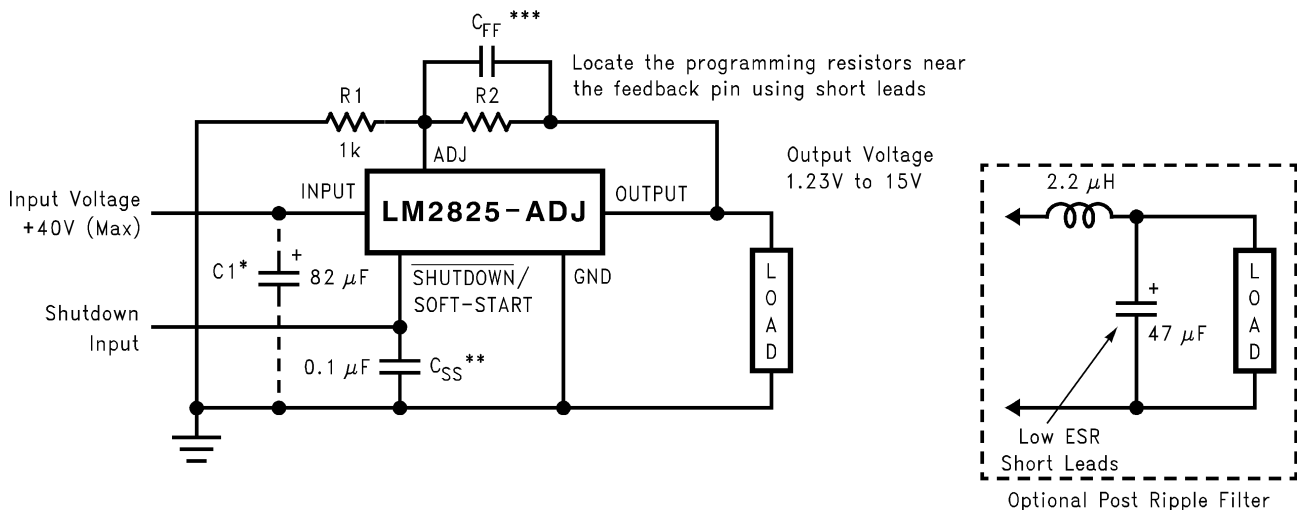 C_FF ***
Locate the programming resistors near
the feedback pin using short leads
R1
R2
1k
ADJ
Output Voltage
1.23V to 15V
Input Voltage
+40V (Max)
INPUT
LM2825-ADJ
OUTPUT
C1*
+
82 μF
SHUTDOWN/
SOFT-START
GND
Shutdown
Input
0.1 μF
C_SS **
LOAD
2.2 μH
+
47 μF
LOAD
Low ESR
Short Leads
Optional Post Ripple Filter